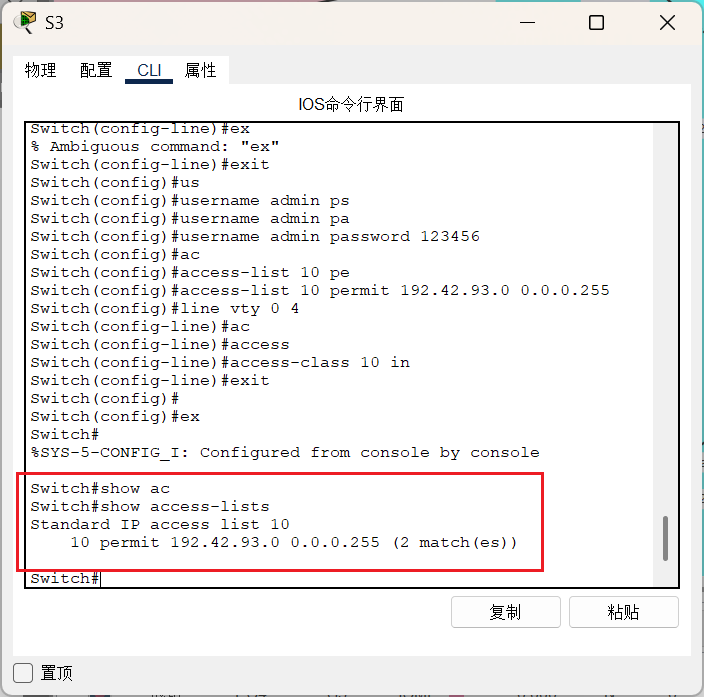 S3
物理 配置 CLI 属性
IOS命令行界面
Switch(config-line)#ex
% Ambiguous command: "ex"
Switch(config-line)#exit
Switch(config)#us
Switch(config)#username admin ps
Switch(config)#username admin pa
Switch(config)#username admin password 123456
Switch(config)#ac
Switch(config)#access-list 10 pe
Switch(config)#access-list 10 permit 192.42.93.0 0.0.0.255
Switch(config)#line vty 0 4
Switch(config-line)#ac
Switch(config-line)#access
Switch(config-line)#access-class 10 in
Switch(config-line)#exit
Switch(config)#
Switch(config)#ex
Switch#
%SYS-5-CONFIG_I: Configured from console by console
Switch#show ac
Switch#show access-lists
Standard IP access list 10
10 permit 192.42.93.0 0.0.0.255 (2 match(es))
Switch#
复制 粘贴
置顶